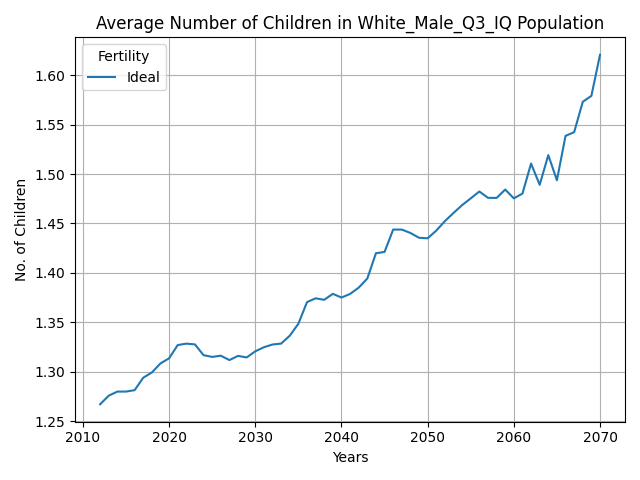 Average Number of Children in White_Male_Q3_IQ Population
Fertility
Ideal
No. of Children
1.60
1.55
1.50
1.45
1.40
1.35
1.30
1.25
2010 2020 2030 2040 2050 2060 2070
Years